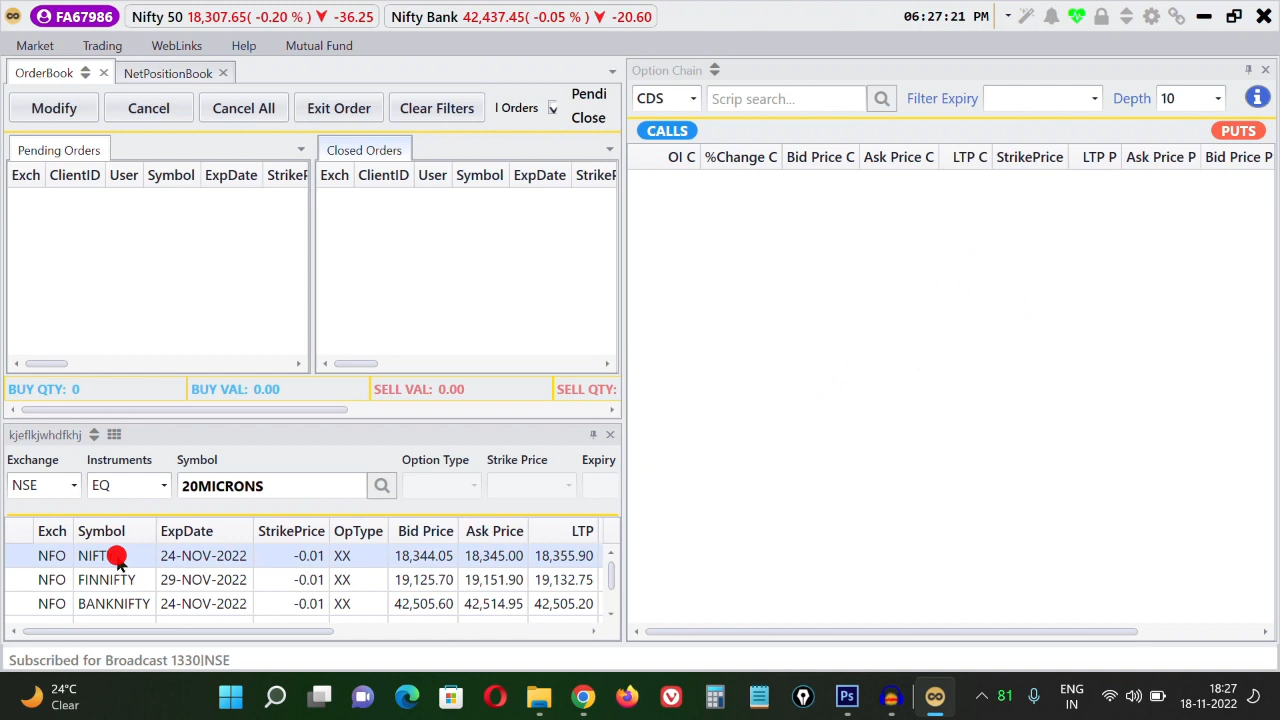 FA67986 Nifty 50 18,307.65( -0.20 % ) -36.25 Nifty Bank 42,437.45( -0.05 % ) -20.60 06:27:21 PM
Market Trading WebLinks Help Mutual Fund
OrderBook NetPositionBook
Modify Cancel Cancel All Exit Order Clear Filters l Orders Pendi
Close
Pending Orders
Exch ClientID User Symbol ExpDate StrikeP
Closed Orders
Exch ClientID User Symbol ExpDate StrikeP
BUY QTY: 0 BUY VAL: 0.00 SELL VAL: 0.00 SELL QTY:
kjeflkjwhdfkhj
Exchange Instruments Symbol Option Type Strike Price Expiry
NSE EQ 20MICRONS
Exch Symbol ExpDate StrikePrice OpType Bid Price Ask Price LTP
NFO NIFT 24-NOV-2022 -0.01 XX 18,344.05 18,345.00 18,355.90
NFO FINNIFTY 29-NOV-2022 -0.01 XX 19,125.70 19,151.90 19,132.75
NFO BANKNIFTY 24-NOV-2022 -0.01 XX 42,505.60 42,514.95 42,505.20
Option Chain
CDS Scrip search... Filter Expiry Depth 10
CALLS PUTS
OI C %Change C Bid Price C Ask Price C LTP C StrikePrice LTP P Ask Price P Bid Price P
Subscribed for Broadcast 1330|NSE
24°C
Clear
Ps
81
ENG
IN
18:27
18-11-2022